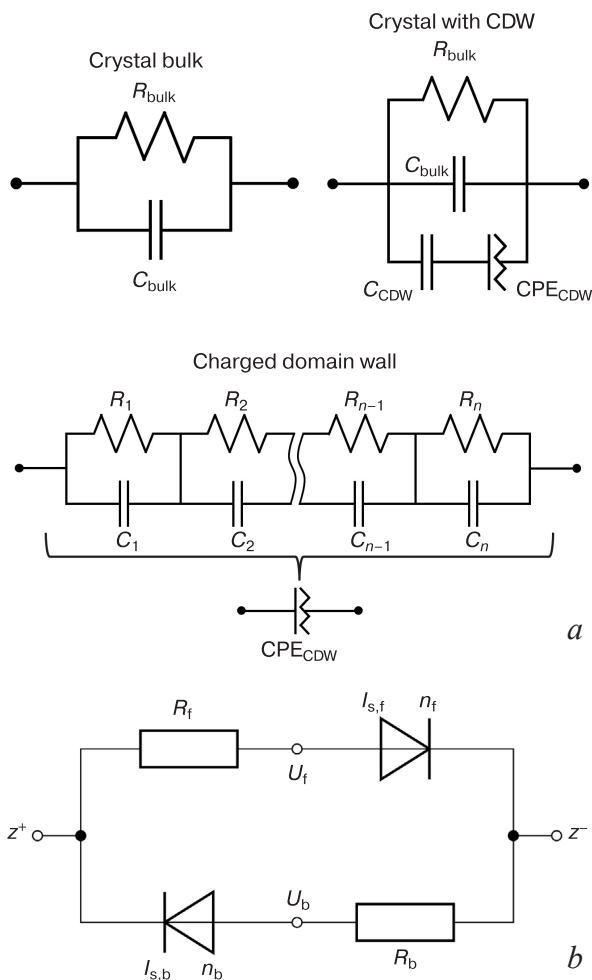 Crystal bulk
R_bulk
C_bulk
Crystal with CDW
R_bulk
C_bulk
C_CDW
CPE_CDW
Charged domain wall
R_1
R_2
R_n−1
R_n
C_1
C_2
C_n−1
C_n
CPE_CDW
a
R_f
U_f
I_s,f
n_f
z⁺
z⁻
I_s,b
n_b
U_b
R_b
b